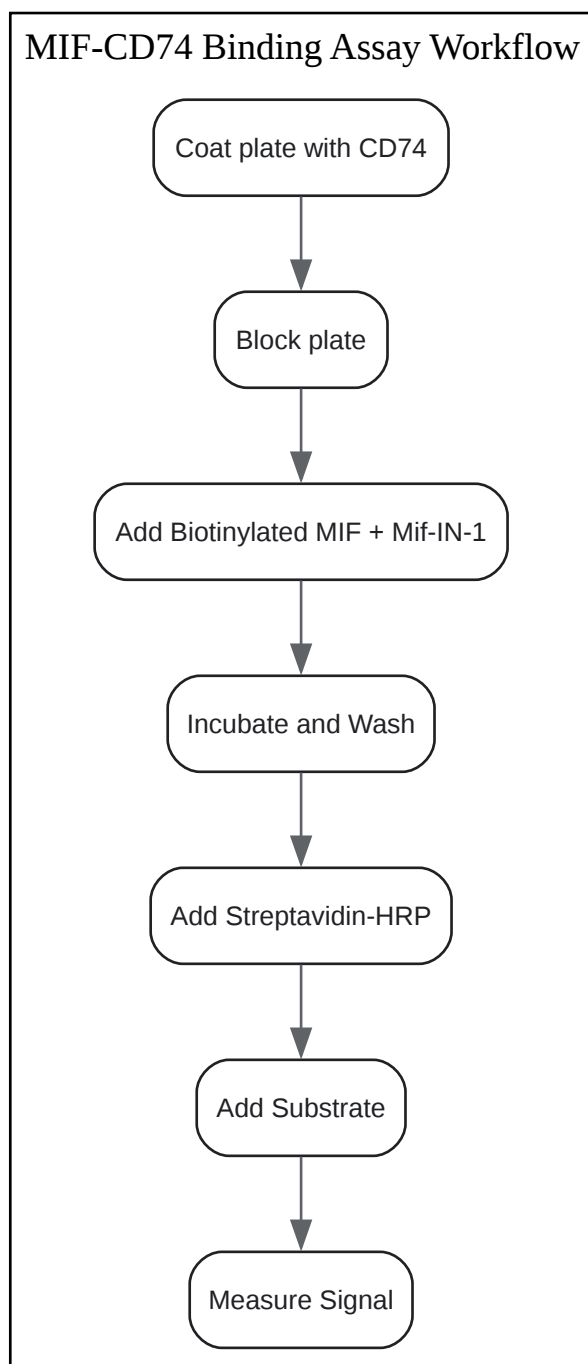 MIF-CD74 Binding Assay Workflow
Coat plate with CD74
Block plate
Add Biotinylated MIF + Mif-IN-1
Incubate and Wash
Add Streptavidin-HRP
Add Substrate
Measure Signal